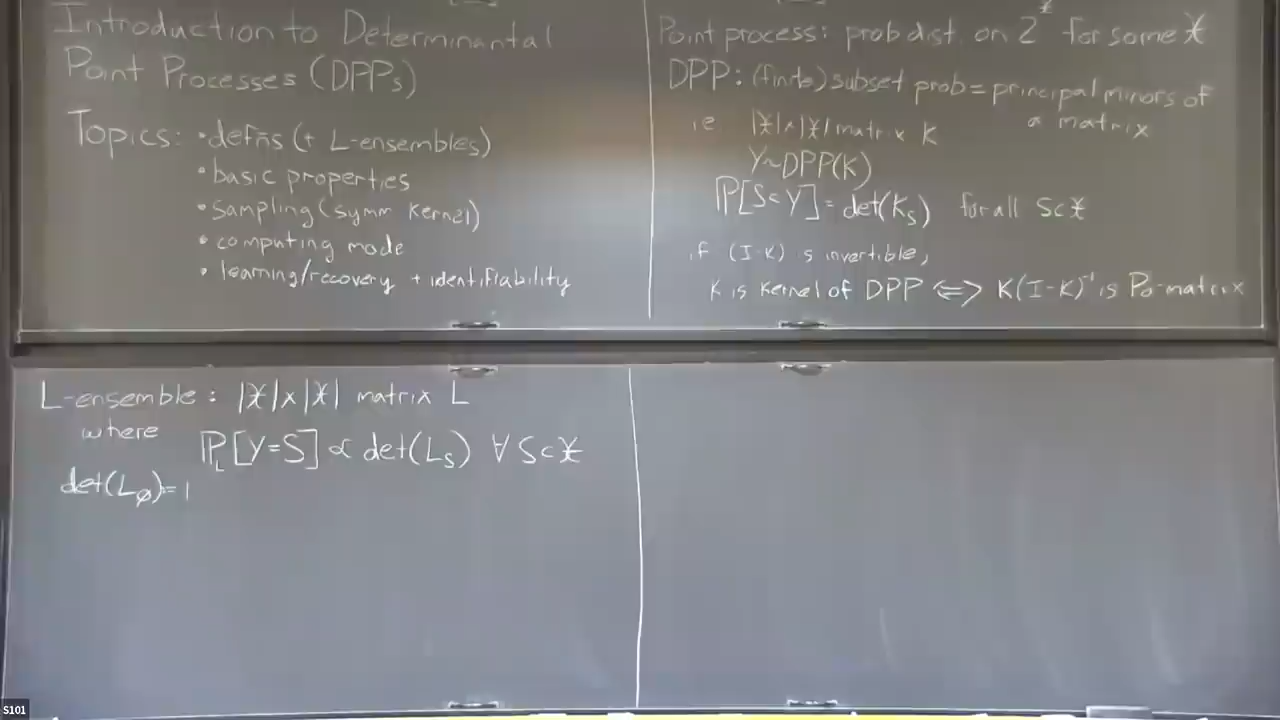 Introduction to Determinantal
Point Processes (DPPs)
Topics: • defns (+ L-ensembles)
• basic properties
• sampling (symm kernel)
• computing mode
• learning/recovery + identifiability
Point process: prob dist. on 2^𝒳 for some 𝒳
DPP: (finite) subset prob = principal minors of
a matrix
ie |𝒳|×|𝒳| matrix K
Y~DPP(K)
ℙ[S⊂Y] = det(K_S) for all S⊂𝒳
if (I-K) is invertible,
K is kernel of DPP ⟺ K(I-K)⁻¹ is P₀-matrix
L-ensemble: |𝒳|×|𝒳| matrix L
where
ℙ_L[Y=S] ∝ det(L_S) ∀ S⊂𝒳
det(L_∅)=1
S101